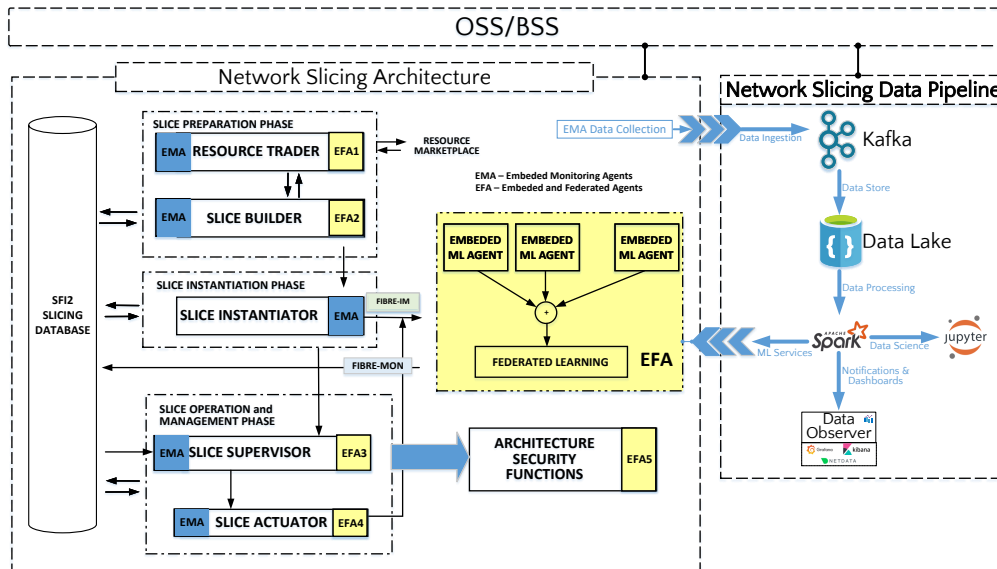 OSS/BSS
Network Slicing Architecture
SFI2
SLICING
DATABASE
SLICE PREPARATION PHASE
EMA
RESOURCE TRADER
EFA1
RESOURCE
MARKETPLACE
EMA
SLICE BUILDER
EFA2
SLICE INSTANTIATION PHASE
SLICE INSTANTIATOR
EMA
FIBRE-IM
FIBRE-MON
SLICE OPERATION and
MANAGEMENT PHASE
EMA
SLICE SUPERVISOR
EFA3
EMA
SLICE ACTUATOR
EFA4
EMA – Embeded Monitoring Agents
EFA – Embeded and Federated Agents
EMBEDED
ML AGENT
EMBEDED
ML AGENT
EMBEDED
ML AGENT
+
FEDERATED LEARNING
EFA
ARCHITECTURE
SECURITY
FUNCTIONS
EFA5
Network Slicing Data Pipeline
EMA Data Collection
Data Ingestion
Kafka
Data Store
{ }
Data Lake
Data Processing
APACHE
Spark
ML Services
Data Science
jupyter
Notifications &
Dashboards
Data
Observer
Grafana
kibana
NETDATA